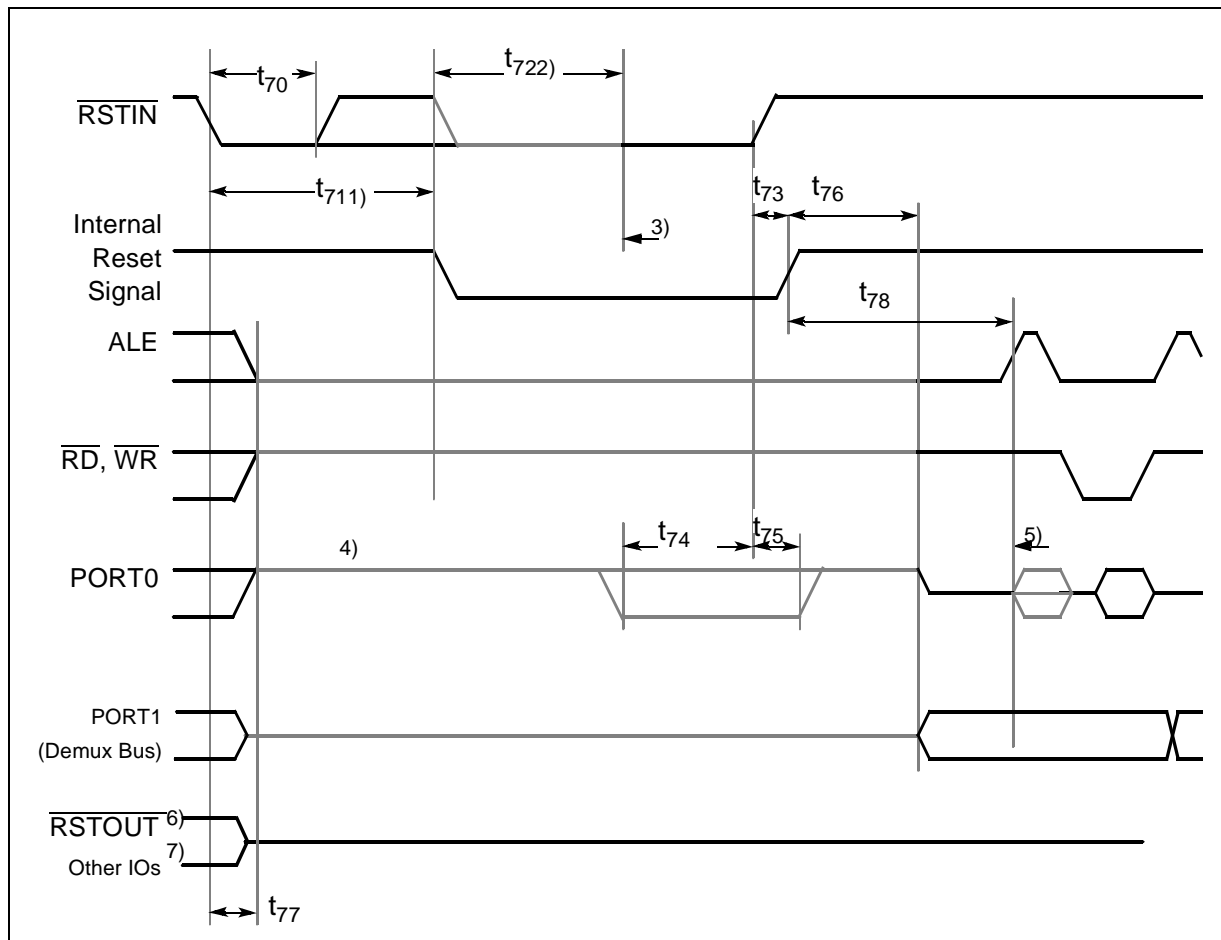 t70
t722)
RSTIN
t711)
t73
t76
Internal
Reset
Signal
3)
t78
ALE
RD, WR
4)
t74
t75
5)
PORT0
PORT1
(Demux Bus)
RSTOUT 6)
Other IOs 7)
t77